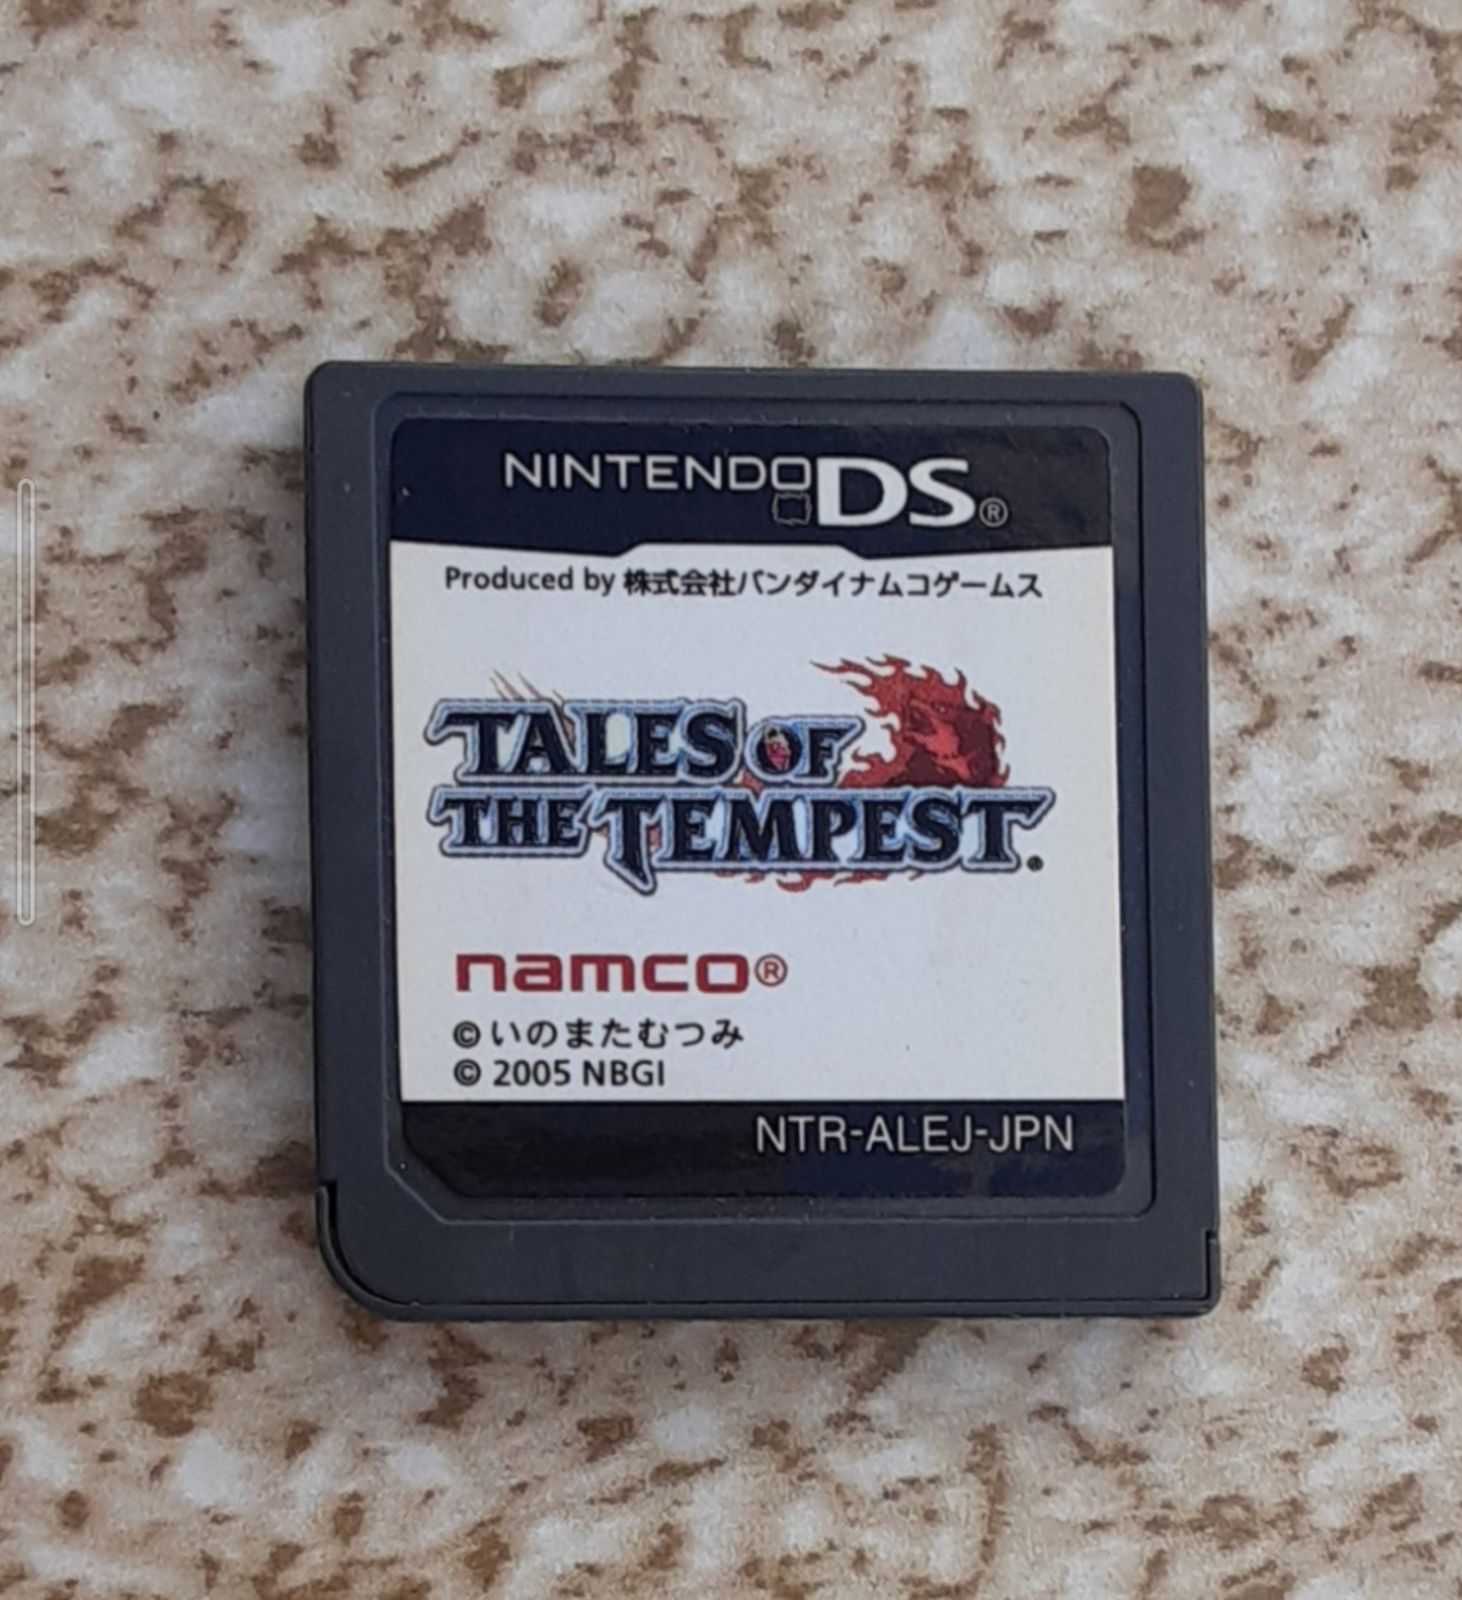 NINTENDO DS®
Produced by 株式会社バンダイナムコゲームス
TALES OF
THE TEMPEST.
namco®
© いのまたむつみ
© 2005 NBGI
NTR-ALEJ-JPN